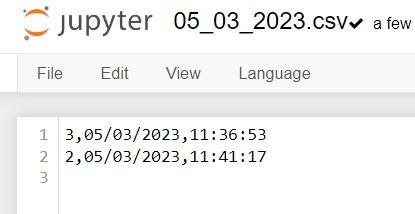 jupyter 05_03_2023.csv✔ a few
File Edit View Language
1 3,05/03/2023,11:36:53
2 2,05/03/2023,11:41:17
3